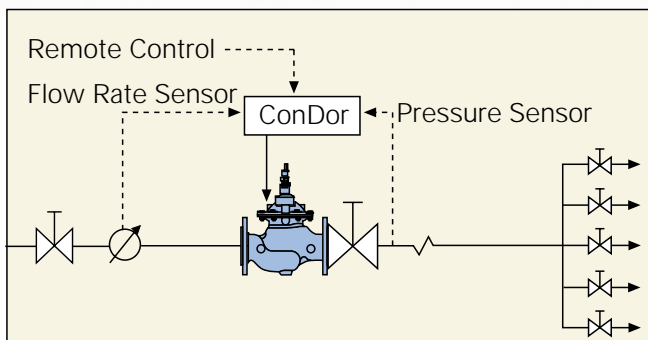 Remote Control
Flow Rate Sensor
ConDor
Pressure Sensor